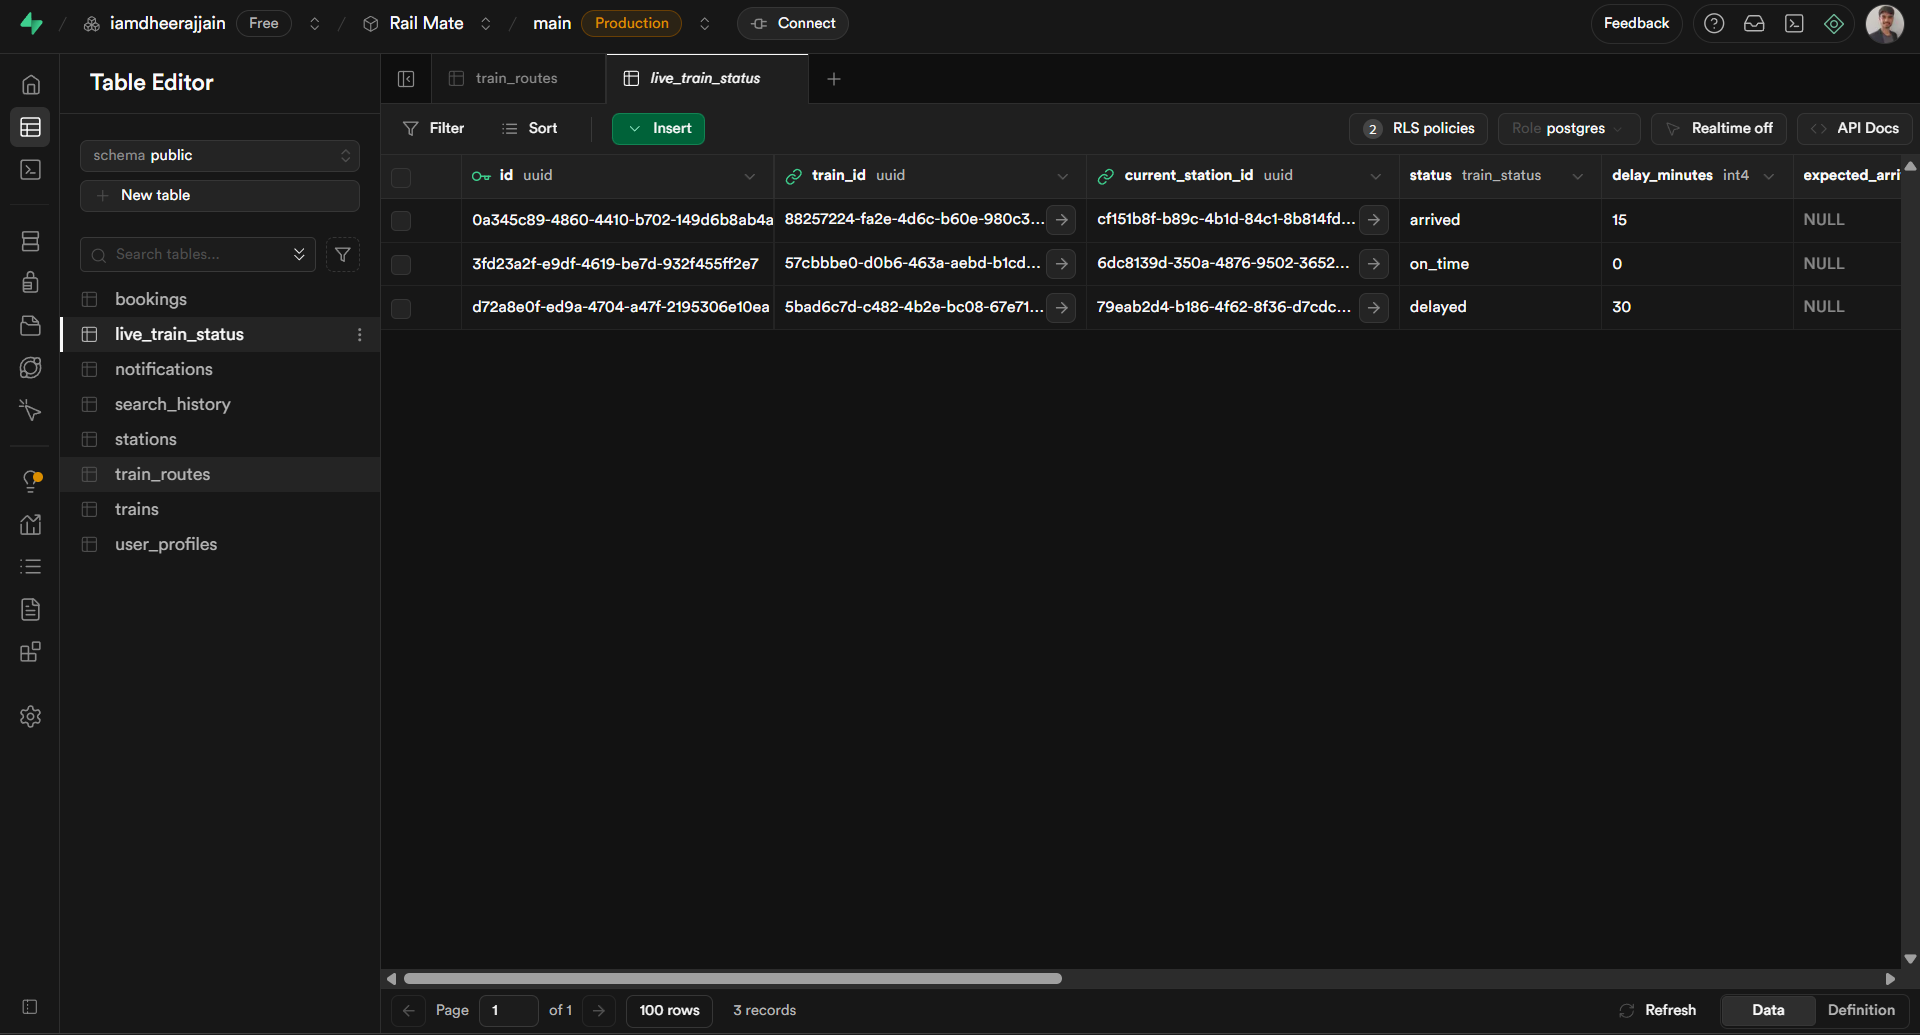 iamdheerajjain Free / Rail Mate / main Production Connect Feedback
Table Editor
train_routes live_train_status
Filter Sort Insert 2 RLS policies Role postgres Realtime off API Docs
schema public
New table
Search tables...
bookings
live_train_status
notifications
search_history
stations
train_routes
trains
user_profiles
id uuid train_id uuid current_station_id uuid status train_status delay_minutes int4 expected_arri
0a345c89-4860-4410-b702-149d6b8ab4a 88257224-fa2e-4d6c-b60e-980c3... cf151b8f-b89c-4b1d-84c1-8b814fd... arrived 15 NULL
3fd23a2f-e9df-4619-be7d-932f455ff2e7 57cbbbe0-d0b6-463a-aebd-b1cd... 6dc8139d-350a-4876-9502-3652... on_time 0 NULL
d72a8e0f-ed9a-4704-a47f-2195306e10ea 5bad6c7d-c482-4b2e-bc08-67e71... 79eab2d4-b186-4f62-8f36-d7cdc... delayed 30 NULL
Page 1 of 1 100 rows 3 records Refresh Data Definition